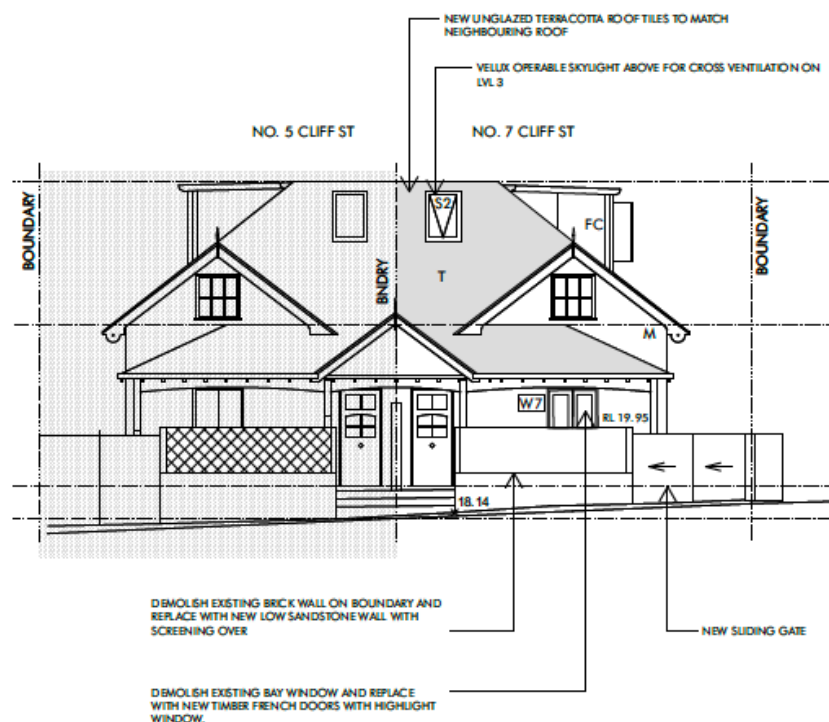 NEW UNGLAZED TERRACOTTA ROOF TILES TO MATCH
NEIGHBOURING ROOF
VELUX OPERABLE SKYLIGHT ABOVE FOR CROSS VENTILATION ON
LVL 3
NO. 5 CLIFF ST
NO. 7 CLIFF ST
BOUNDARY
S2
FC
BOUNDARY
BNDRY
T
M
W7
RL 19.95
18.14
DEMOLISH EXISTING BRICK WALL ON BOUNDARY AND
REPLACE WITH NEW LOW SANDSTONE WALL WITH
SCREENING OVER
NEW SLIDING GATE
DEMOLISH EXISTING BAY WINDOW AND REPLACE
WITH NEW TIMBER FRENCH DOORS WITH HIGHLIGHT
WINDOW.